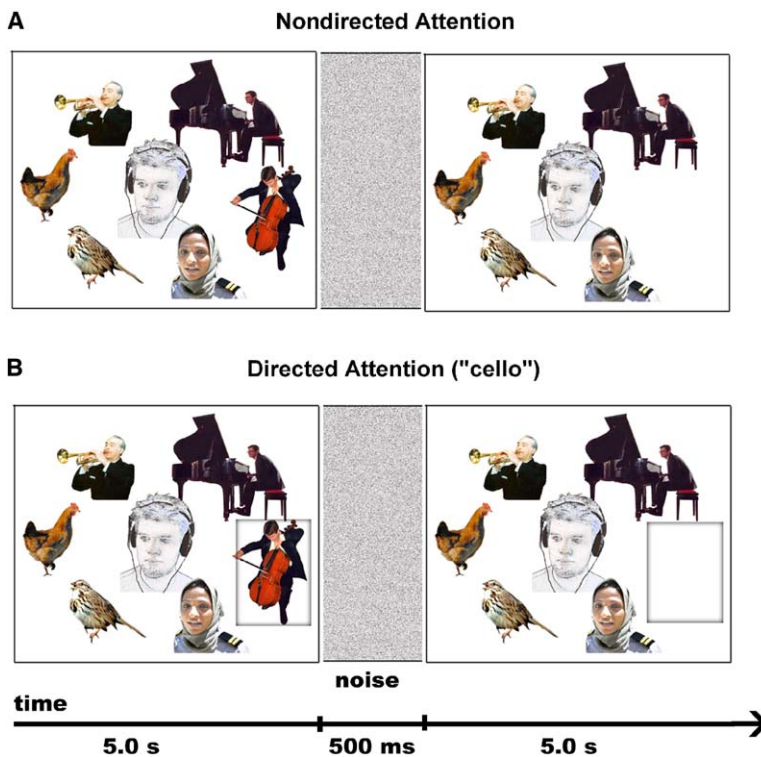 A
Nondirected Attention
B
Directed Attention ("cello")
noise
time
5.0 s
500 ms
5.0 s